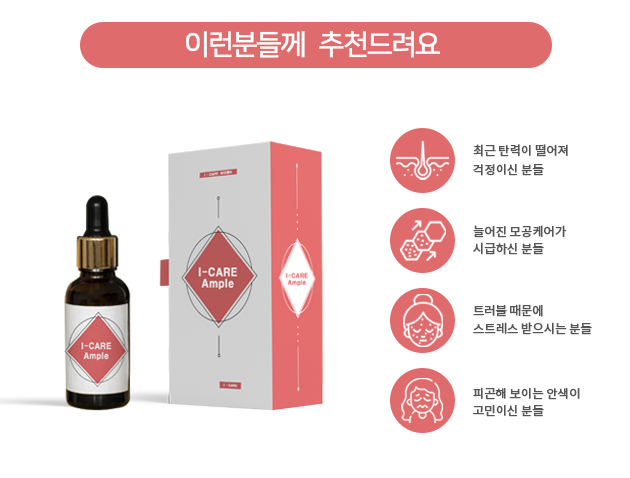 이런분들께 추천드려요
I-CARE
I-CARE
Ample
I-CARE
Ample
I-CARE
I-CARE
Ample
최근 탄력이 떨어져
걱정이신 분들
늘어진 모공케어가
시급하신 분들
트러블 때문에
스트레스 받으시는 분들
피곤해 보이는 안색이
고민이신 분들